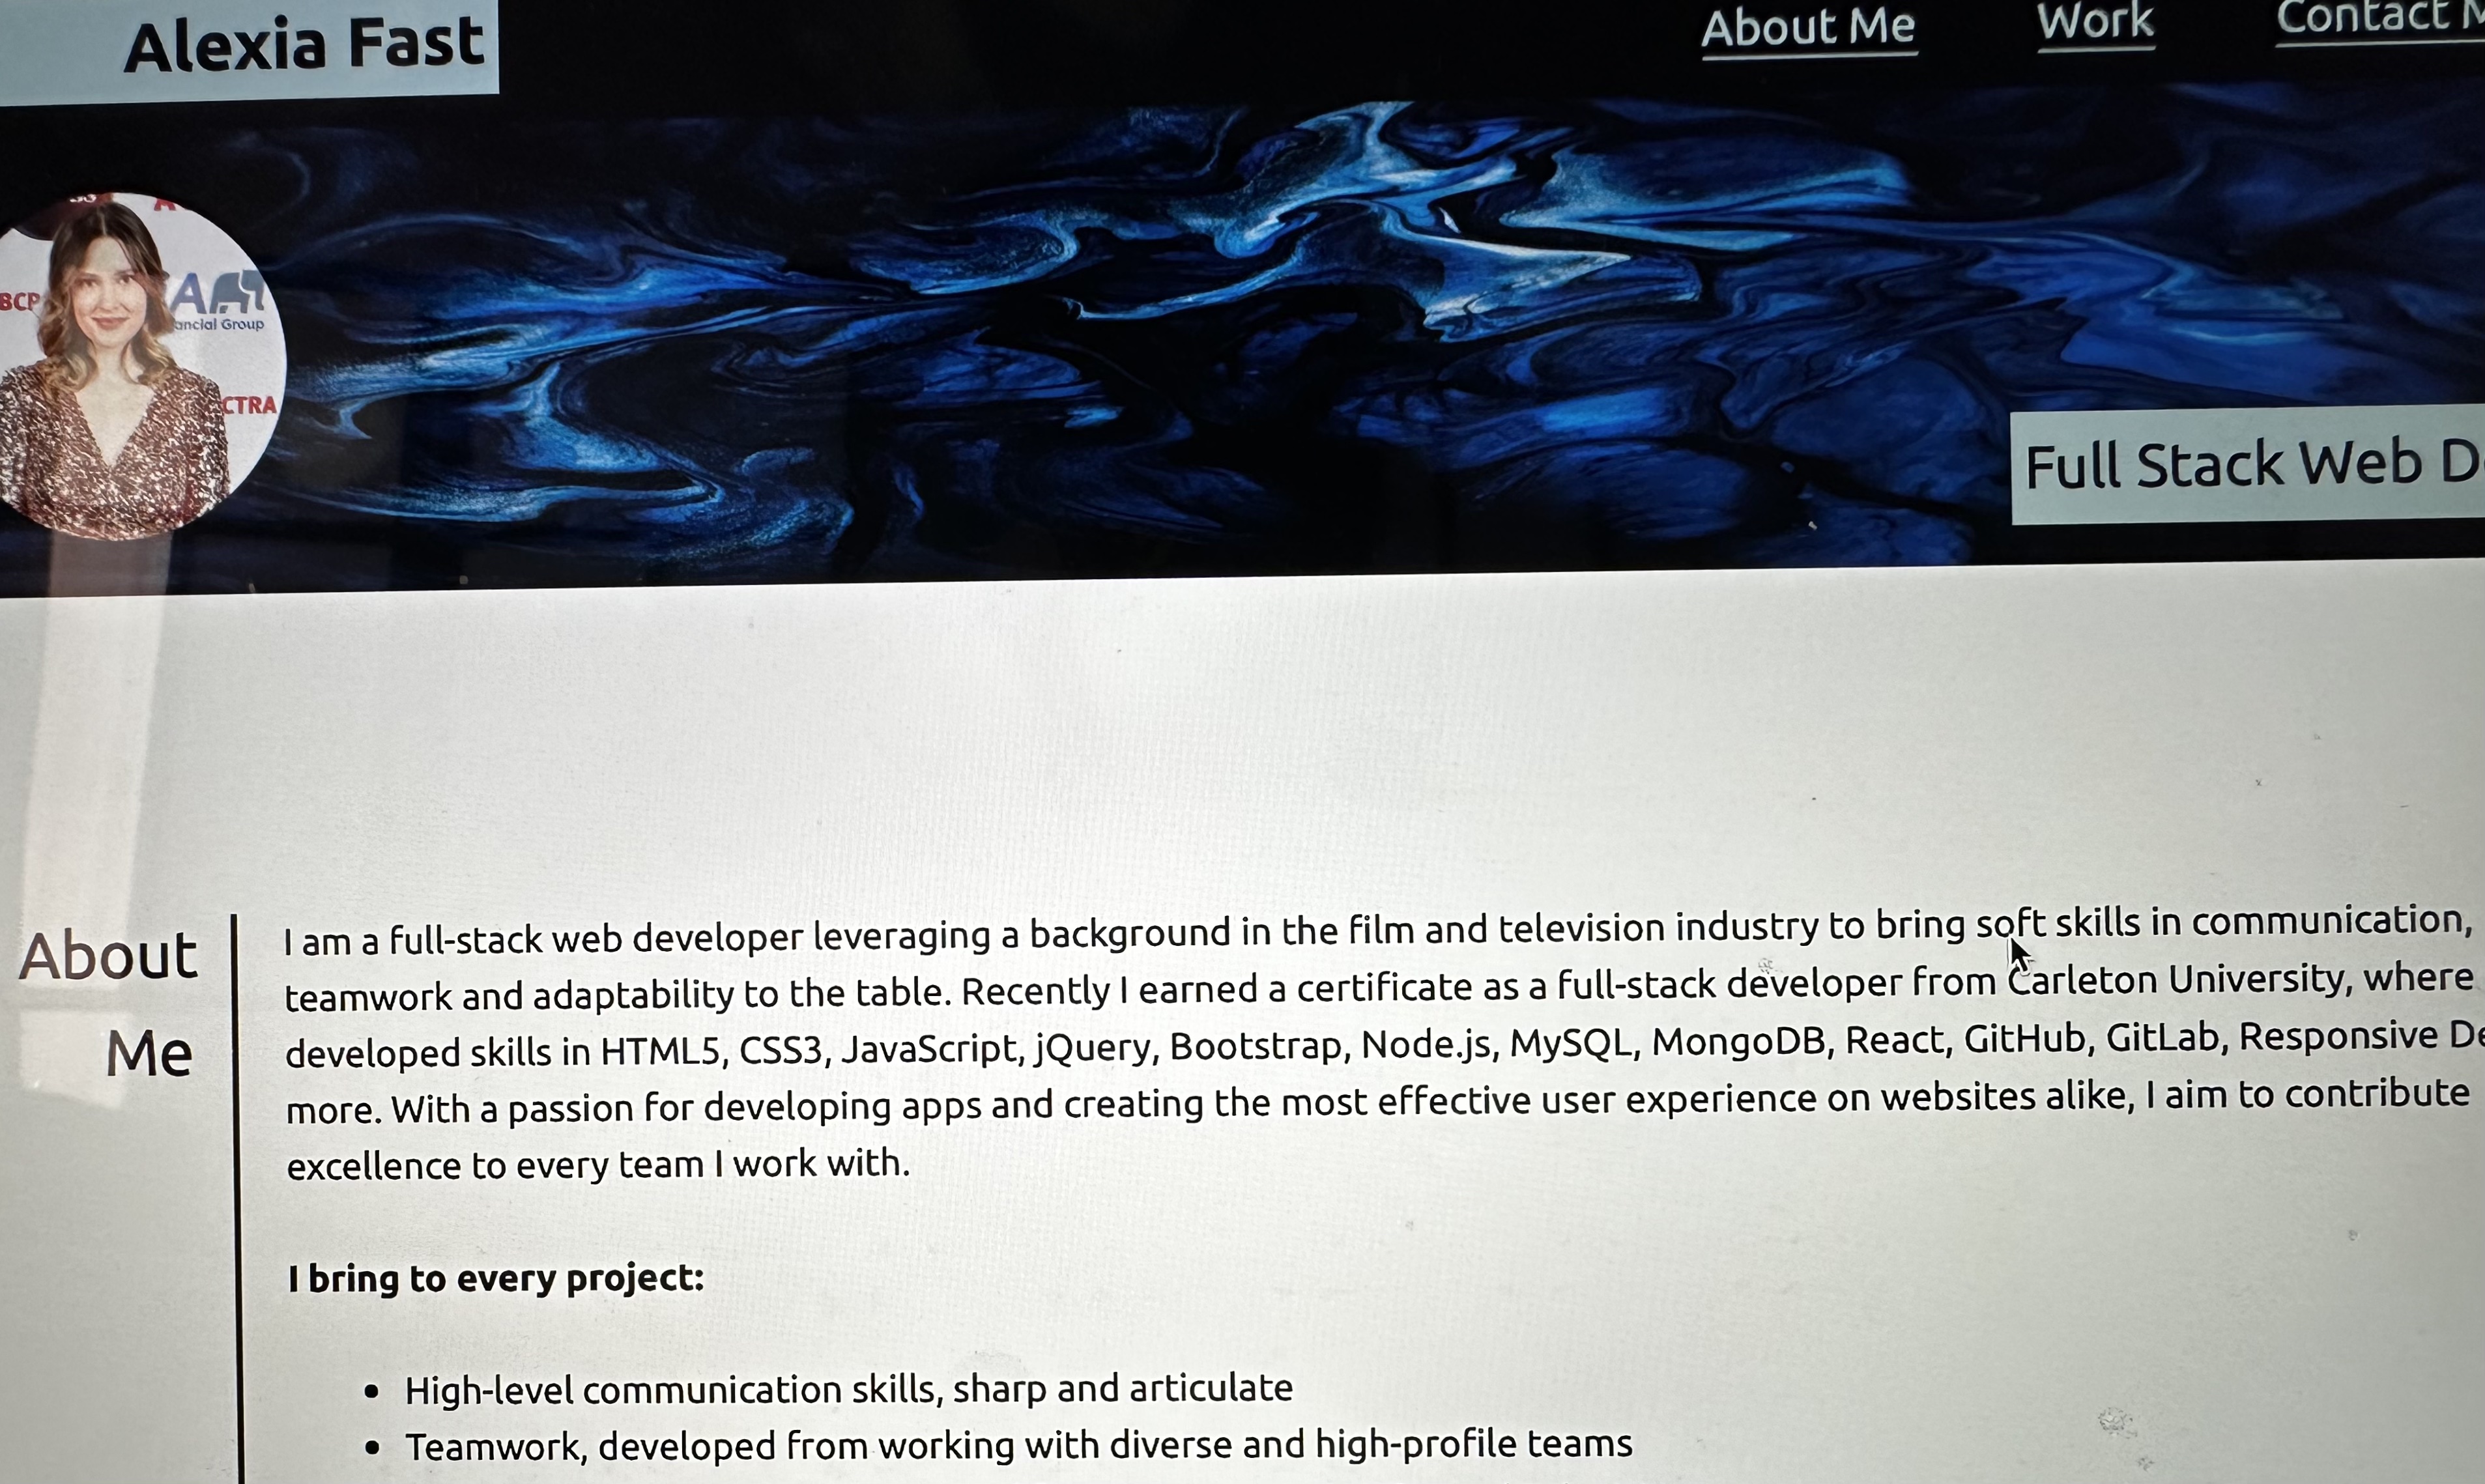 Alexia Fast
About Me
Work
Contact
BCP
ancial Group
CTRA
Full Stack Web D
About
Me
I am a full-stack web developer leveraging a background in the film and television industry to bring soft skills in communication,
teamwork and adaptability to the table. Recently I earned a certificate as a full-stack developer from Carleton University, where
developed skills in HTML5, CSS3, JavaScript, jQuery, Bootstrap, Node.js, MySQL, MongoDB, React, GitHub, GitLab, Responsive
more. With a passion for developing apps and creating the most effective user experience on websites alike, I aim to contribute
excellence to every team I work with.
I bring to every project:
• High-level communication skills, sharp and articulate
• Teamwork, developed from working with diverse and high-profile teams